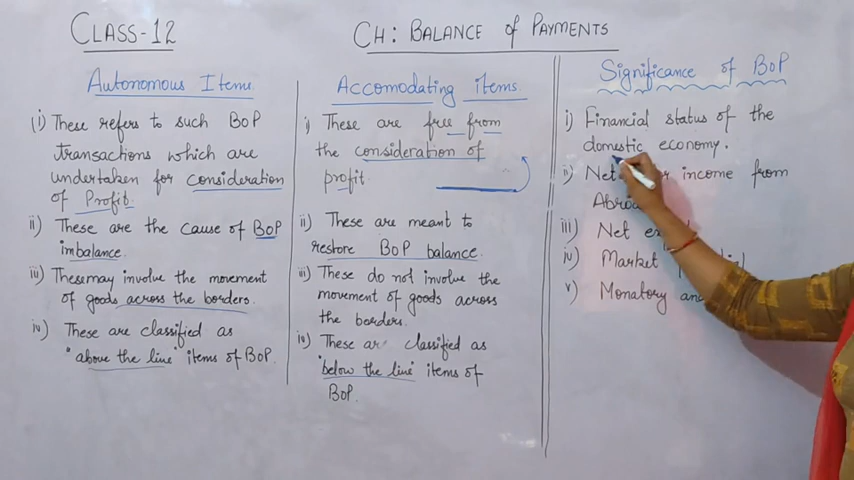 CLASS-12
CH: BALANCE of PAYMENTS
Autonomous Items
(i) These refers to such BOP
transactions which are
undertaken for consideration
of Profit.
ii) These are the cause of BOP
imbalance.
iii) These may involve the movement
of goods across the borders.
iv) These are classified as
"above the line" items of BOP.
Accomodating items
i) These are free from
the consideration of
profit.
ii) These are meant to
restore BOP balance.
iii) These do not involve the
movement of goods across
the borders.
iv) These are classified as
"below the line" items of
BOP.
Significance of BOP
i) Financial status of the
domestic economy.
ii) Net income from
iii) Net
iv) Market
v) Monatory